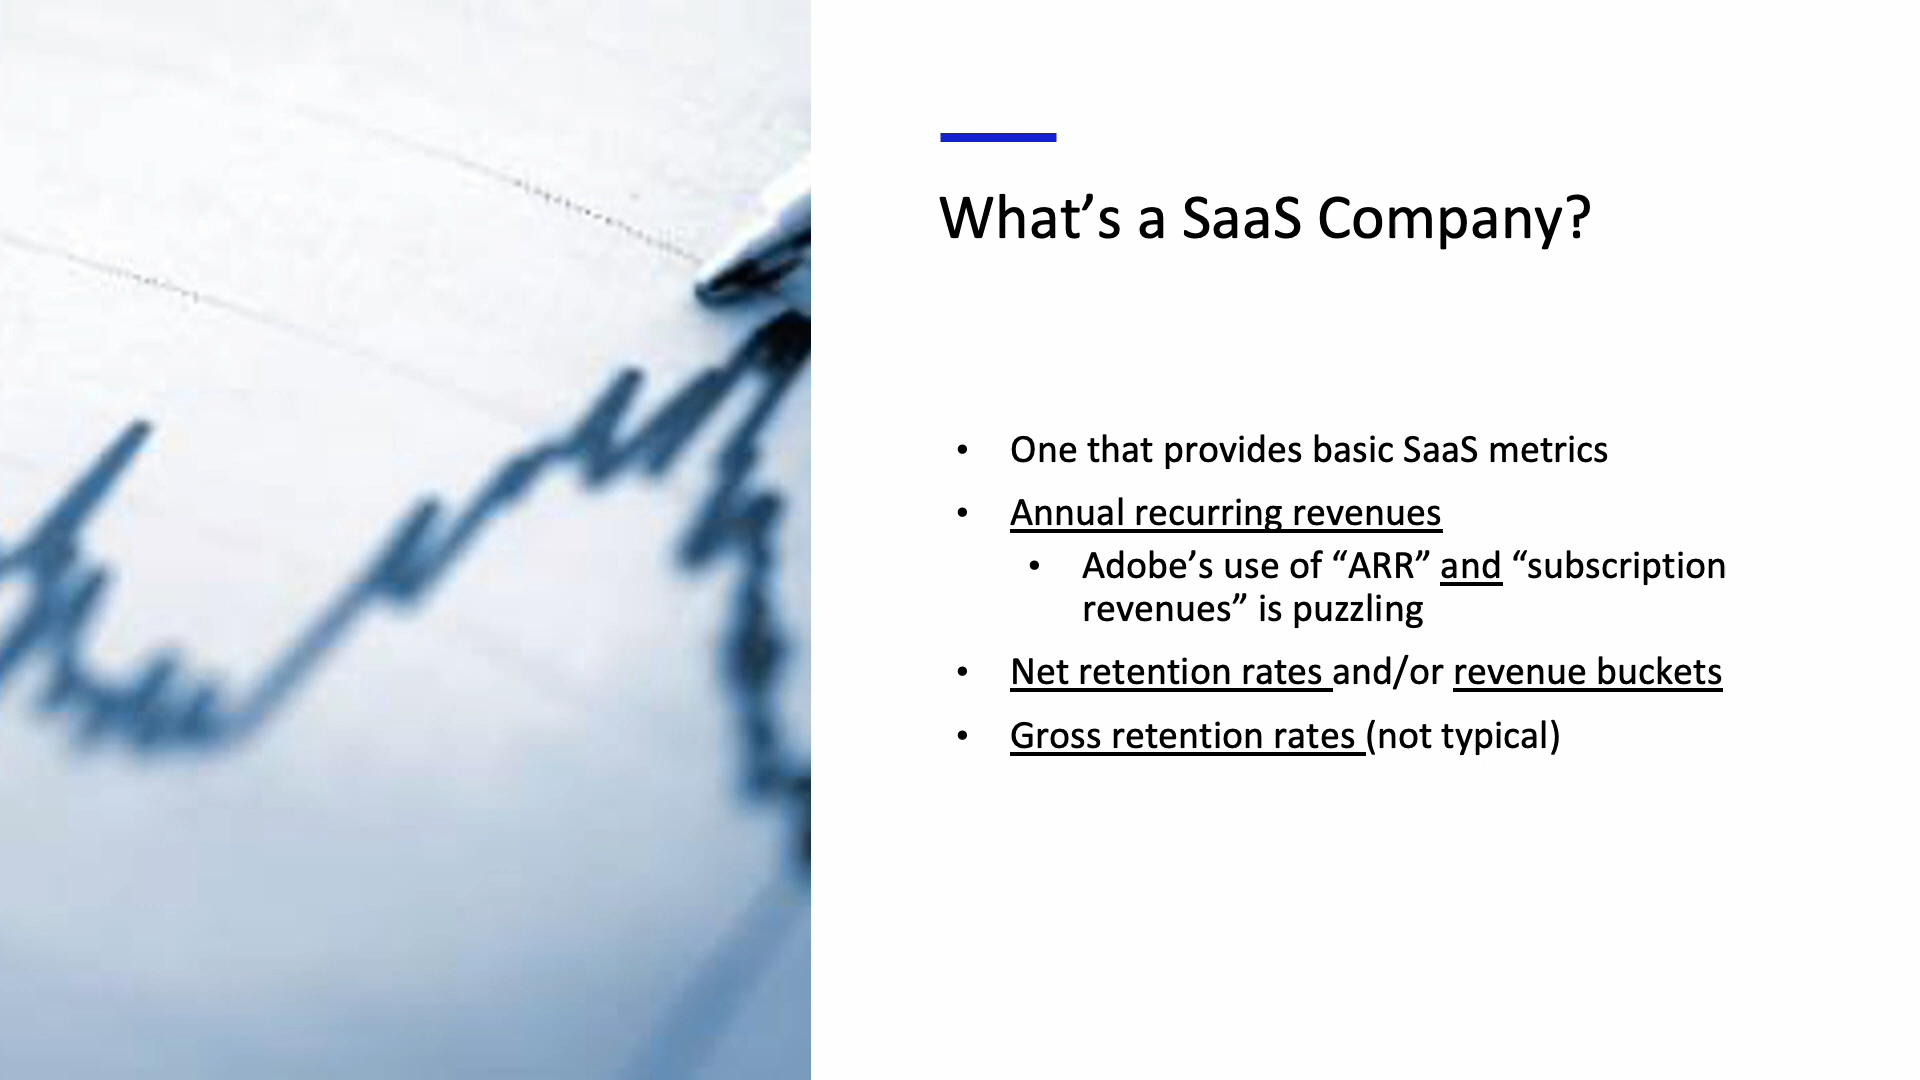 What’s a SaaS Company?
• One that provides basic SaaS metrics
• Annual recurring revenues
• Adobe’s use of “ARR” and “subscription
revenues” is puzzling
• Net retention rates and/or revenue buckets
• Gross retention rates (not typical)